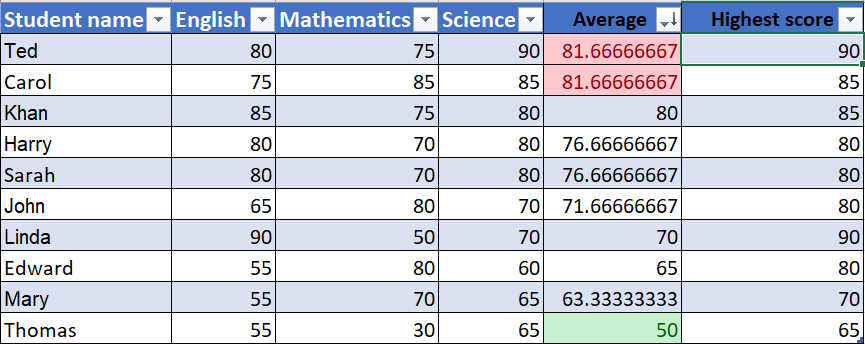 Student name English Mathematics Science Average Highest score
Ted 80 75 90 81.66666667 90
Carol 75 85 85 81.66666667 85
Khan 85 75 80 80 85
Harry 80 70 80 76.66666667 80
Sarah 80 70 80 76.66666667 80
John 65 80 70 71.66666667 80
Linda 90 50 70 70 90
Edward 55 80 60 65 80
Mary 55 70 65 63.33333333 70
Thomas 55 30 65 50 65